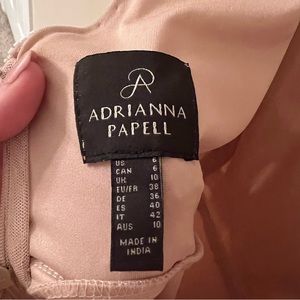 ADRIANNA
PAPELL
US 6
CAN 6
UK 10
EU/FR 38
DE 36
ES 40
IT 42
AUS 10
MADE IN
INDIA